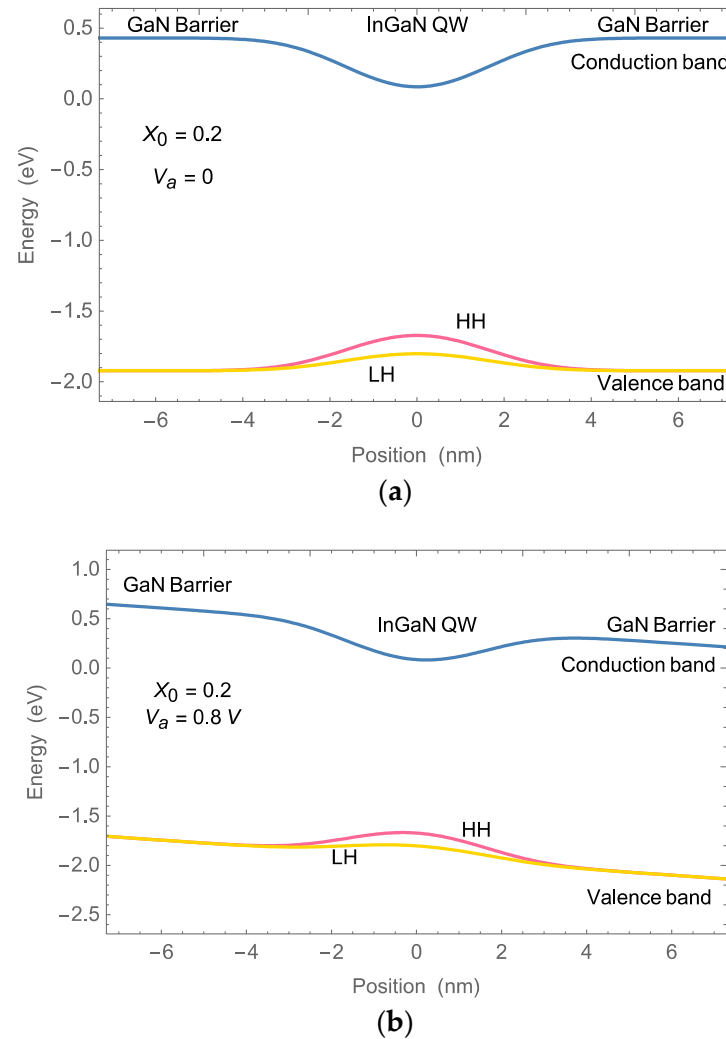 GaN Barrier InGaN QW GaN Barrier
0.5
Conduction band
0.0
X0 = 0.2
−0.5
Va = 0
Energy (eV)
−1.0
−1.5
HH
LH
−2.0
Valence band
−6 −4 −2 0 2 4 6
Position (nm)
(a)
1.0
GaN Barrier
0.5
InGaN QW GaN Barrier
0.0
Conduction band
X0 = 0.2
Va = 0.8 V
−0.5
Energy (eV)
−1.0
−1.5
HH
LH
−2.0
Valence band
−2.5
−6 −4 −2 0 2 4 6
Position (nm)
(b)